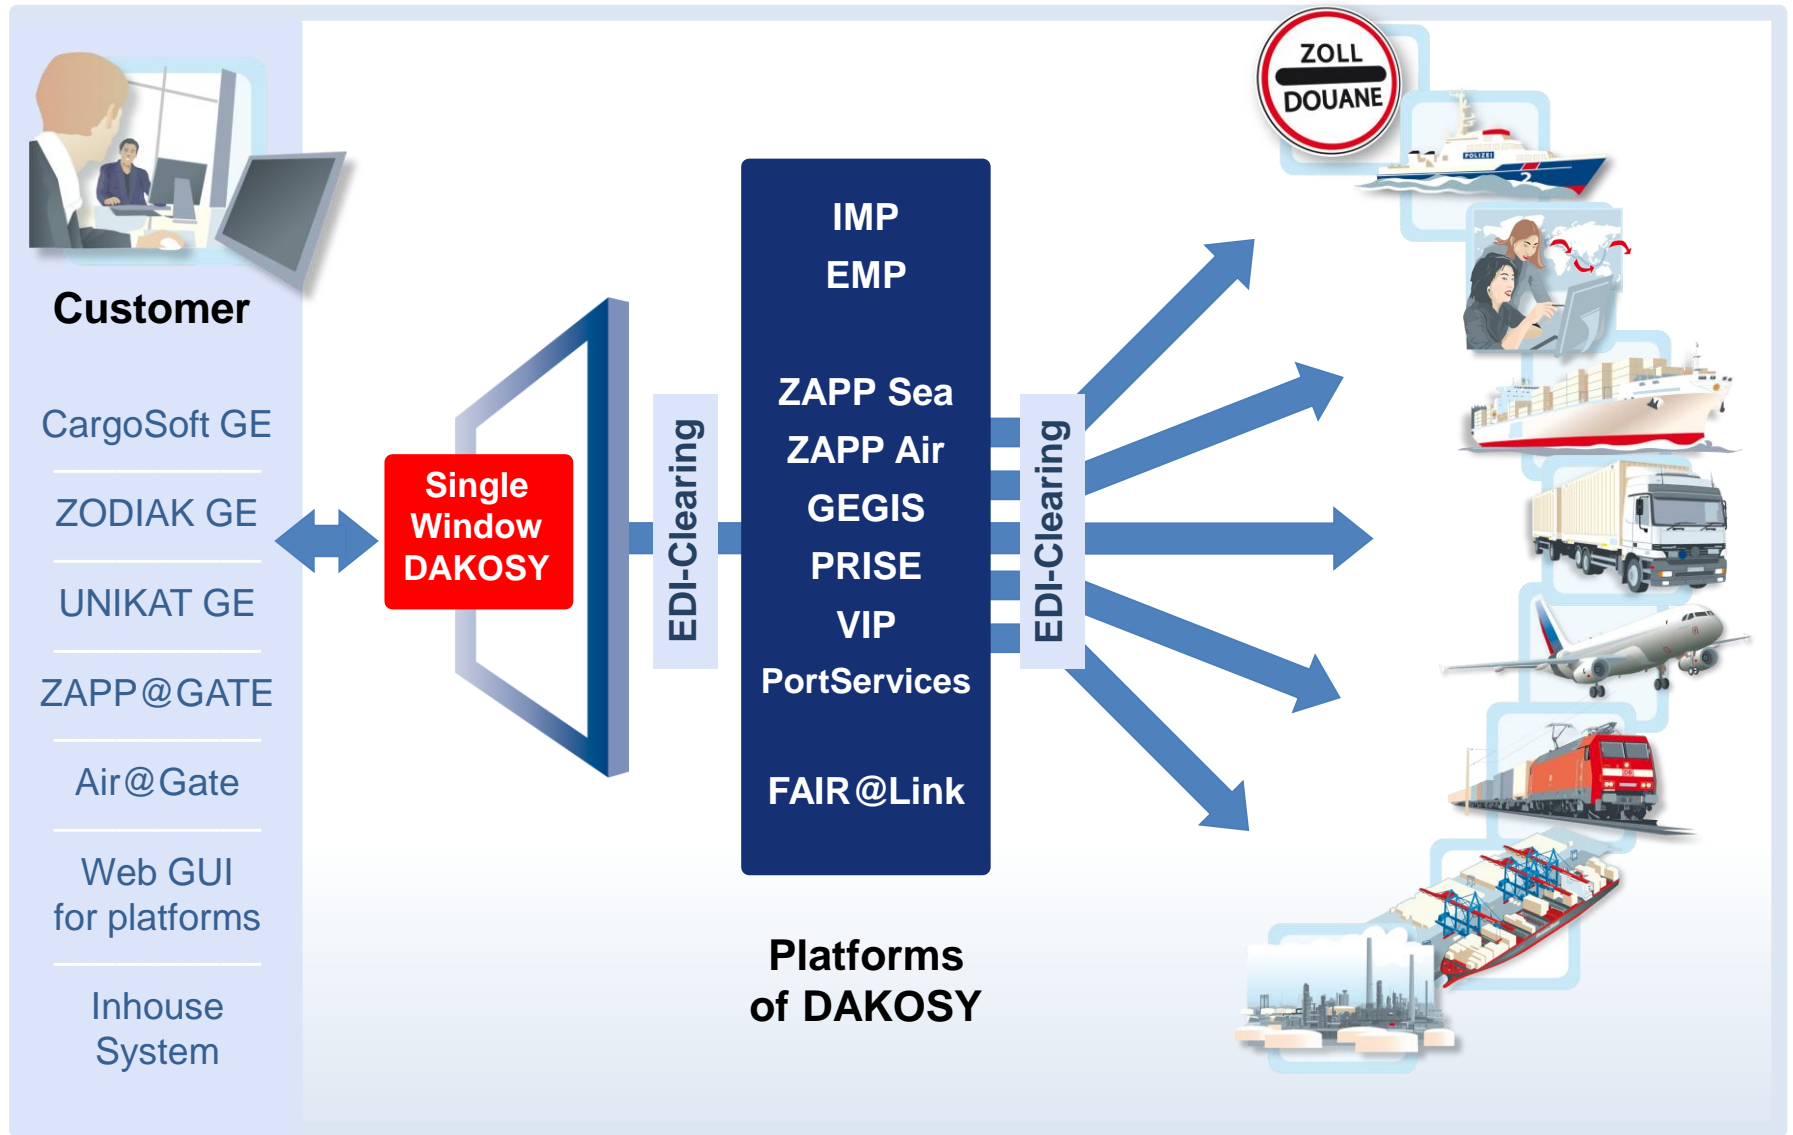 Customer
CargoSoft GE
ZODIAK GE
UNIKAT GE
ZAPP@GATE
Air@Gate
Web GUI
for platforms
Inhouse
System
Single
Window
DAKOSY
EDI-Clearing
IMP
EMP
ZAPP Sea
ZAPP Air
GEGIS
PRISE
VIP
PortServices
FAIR@Link
Platforms
of DAKOSY
EDI-Clearing
ZOLL
DOUANE
POLIZEI
2